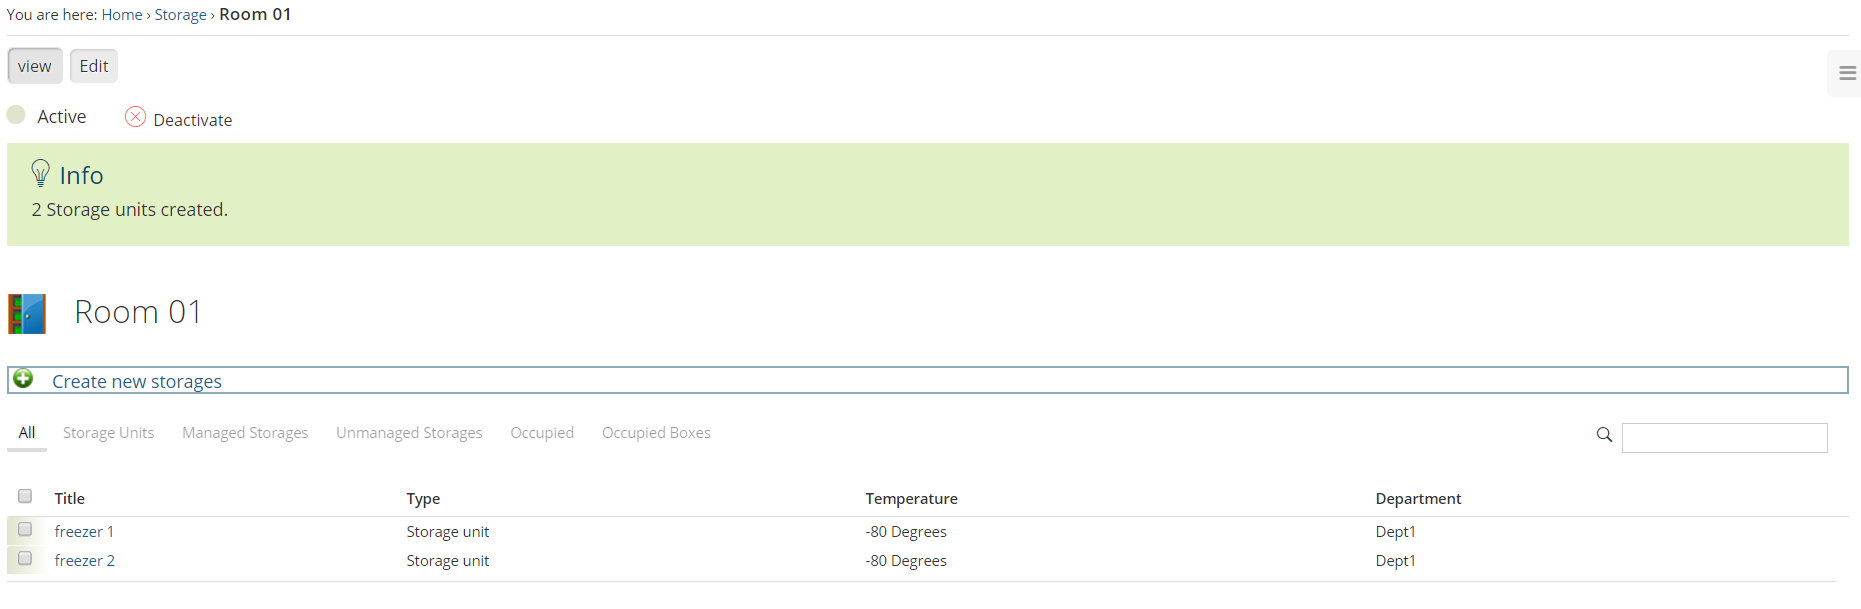 You are here: Home › Storage › Room 01
view Edit
Active Deactivate
Info
2 Storage units created.
Room 01
Create new storages
All Storage Units Managed Storages Unmanaged Storages Occupied Occupied Boxes
Title Type Temperature Department
freezer 1 Storage unit -80 Degrees Dept1
freezer 2 Storage unit -80 Degrees Dept1